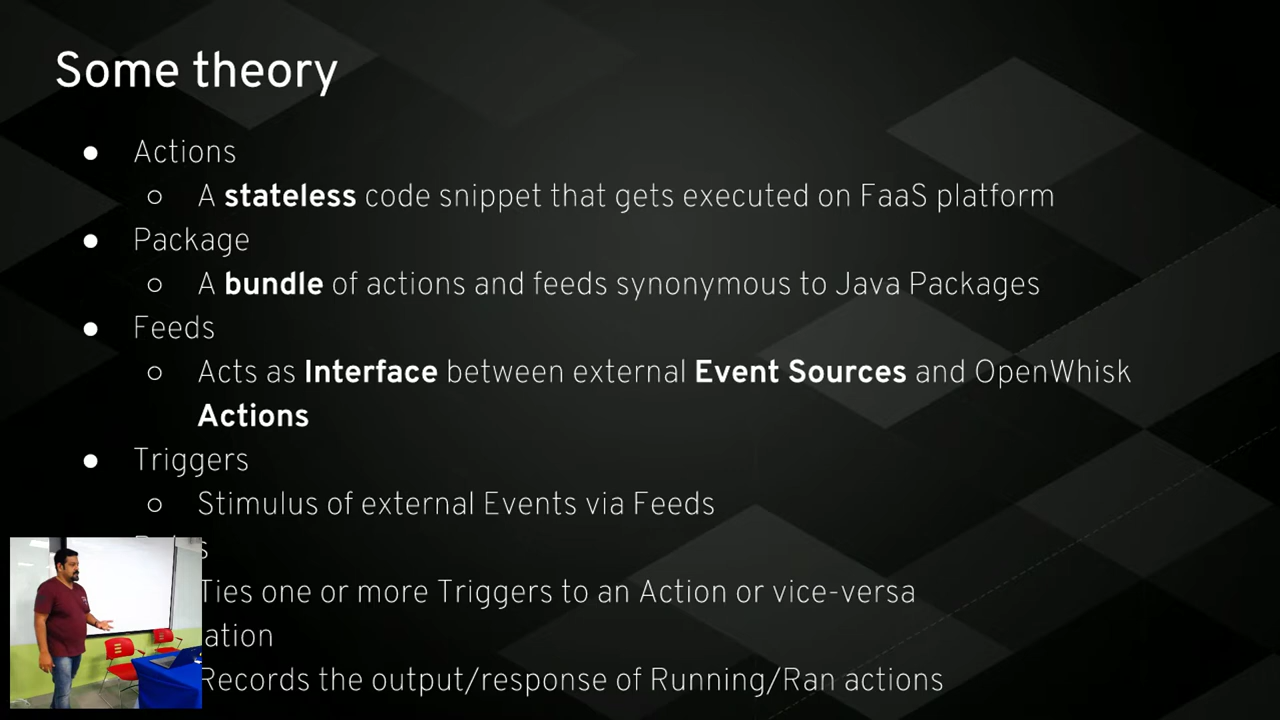 Some theory
● Actions
○ A stateless code snippet that gets executed on FaaS platform
● Package
○ A bundle of actions and feeds synonymous to Java Packages
● Feeds
○ Acts as Interface between external Event Sources and OpenWhisk
Actions
● Triggers
○ Stimulus of external Events via Feeds
Ties one or more Triggers to an Action or vice-versa
Records the output/response of Running/Ran actions